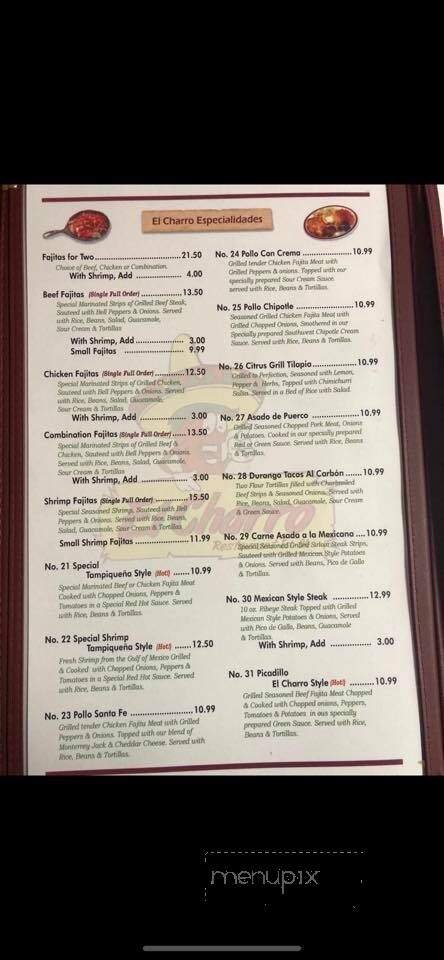 El Charro Especialidades
Fajitas for Two 21.50
Choice of Beef, Chicken or Combination.
With Shrimp, Add 4.00
Beef Fajitas (Single Full Order) 13.50
Special Marinated Strips of Grilled Beef Steak,
Sauteed with Bell Peppers & Onions. Served
with Rice, Beans, Salad, Guacamole,
Sour Cream & Tortillas
With Shrimp, Add 3.00
Small Fajitas 9.99
Chicken Fajitas (Single Full Order) 12.50
Special Marinated Strips of Grilled Chicken,
Sauteed with Bell Peppers & Onions. Served
with Rice, Beans, Salad, Guacamole,
Sour Cream & Tortillas
With Shrimp, Add 3.00
Combination Fajitas (Single Full Order) 13.50
Special Marinated Strips of Grilled Beef &
Chicken, Sauteed with Bell Peppers & Onions.
Served with Rice, Beans, Salad, Guacamole,
Sour Cream & Tortillas
With Shrimp, Add 3.00
Shrimp Fajitas (Single Full Order) 15.50
Special Seasoned Shrimp, Sauteed with Bell
Peppers & Onions. Served with Rice, Beans,
Salad, Guacamole, Sour Cream & Tortillas
Small Shrimp Fajitas 11.99
No. 21 Special
Tampiqueña Style (Hot!) 10.99
Special Marinated Beef or Chicken Fajita Meat
Cooked with Chopped Onions, Peppers &
Tomatoes in a Special Red Hot Sauce. Served
with Rice, Beans & Tortillas.
No. 22 Special Shrimp
Tampiqueña Style (Hot!) 12.50
Fresh Shrimp from the Gulf of Mexico Grilled
& Cooked with Chopped Onions, Peppers &
Tomatoes in a Special Red Hot Sauce. Served
with Rice, Beans & Tortillas.
No. 23 Pollo Santa Fe 10.99
Grilled tender Chicken Fajita Meat with Grilled
Peppers & Onions. Topped with our blend of
Monterrey Jack & Cheddar Cheese. Served with
Rice, Beans & Tortillas.
No. 24 Pollo Con Crema 10.99
Grilled tender Chicken Fajita Meat with
Grilled Peppers & onions. Topped with our
specially prepared Sour Cream Sauce
served with Rice, Beans & Tortillas.
No. 25 Pollo Chipotle 10.99
Seasoned Grilled Chicken Fajita Meat with
Grilled Chopped Onions, Smothered in our
Specially prepared Southwest Chipotle Cream
Sauce. Served with Rice, Beans & Tortillas.
No. 26 Citrus Grill Tilapia 10.99
Grilled to Perfection, Seasoned with Lemon,
Pepper & Herbs, Topped with Chimichurri
Salsa. Served in a Bed of Rice with Salad.
No. 27 Asado de Puerco 10.99
Grilled Seasoned Chopped Pork Meat, Onions
& Potatoes. Cooked in our specially prepared
Red or Green Sauce. Served with Rice, Beans
& Tortillas.
No. 28 Durango Tacos Al Carbón 10.99
Two Flour Tortillas filled with Charbroiled
Beef Strips & Seasoned Onions. Served with
Rice, Beans, Salad, Guacamole, Sour Cream
& Green Sauce.
No. 29 Carne Asada a la Mexicana 10.99
Special Seasoned Grilled Sirloin Steak Strips,
Sauteed with Grilled Mexican Style Potatoes
& Onions. Served with Beans, Pico de Gallo
& Tortillas.
No. 30 Mexican Style Steak 12.99
10 oz. Ribeye Steak Topped with Grilled
Mexican Style Potatoes & Onions, Served
with Pico de Gallo, Beans, Guacamole
& Tortillas.
With Shrimp, Add 3.00
No. 31 Picadillo
El Charro Style (Hot!) 10.99
Grilled Seasoned Beef Fajita Meat Chopped
& Cooked with Chopped onions, Peppers,
Tomatoes & Potatoes in our specially
prepared Green Sauce. Served with Rice,
Beans & Tortillas.
menupix